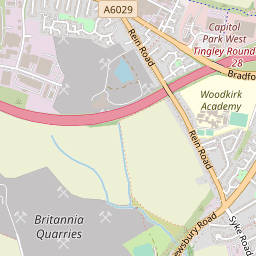 A6029
Rein Road
Capitol
Park West
Tingley Round
28
Bradfo
Woodkirk
Academy
Rein Road
Britannia
Quarries
ewsbury Road
Syke Road